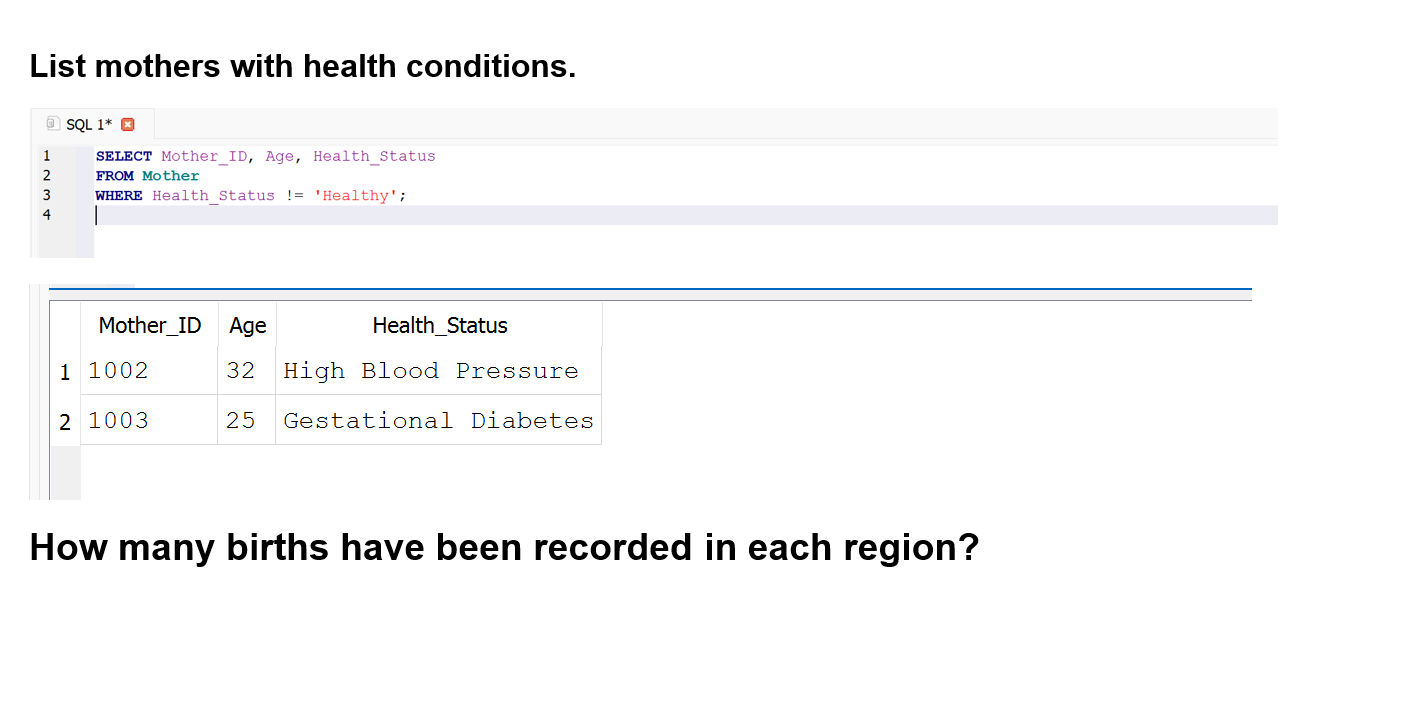 List mothers with health conditions.
SQL 1*
1 SELECT Mother_ID, Age, Health_Status
2 FROM Mother
3 WHERE Health_Status != 'Healthy';
4
Mother_ID Age Health_Status
1 1002 32 High Blood Pressure
2 1003 25 Gestational Diabetes
How many births have been recorded in each region?